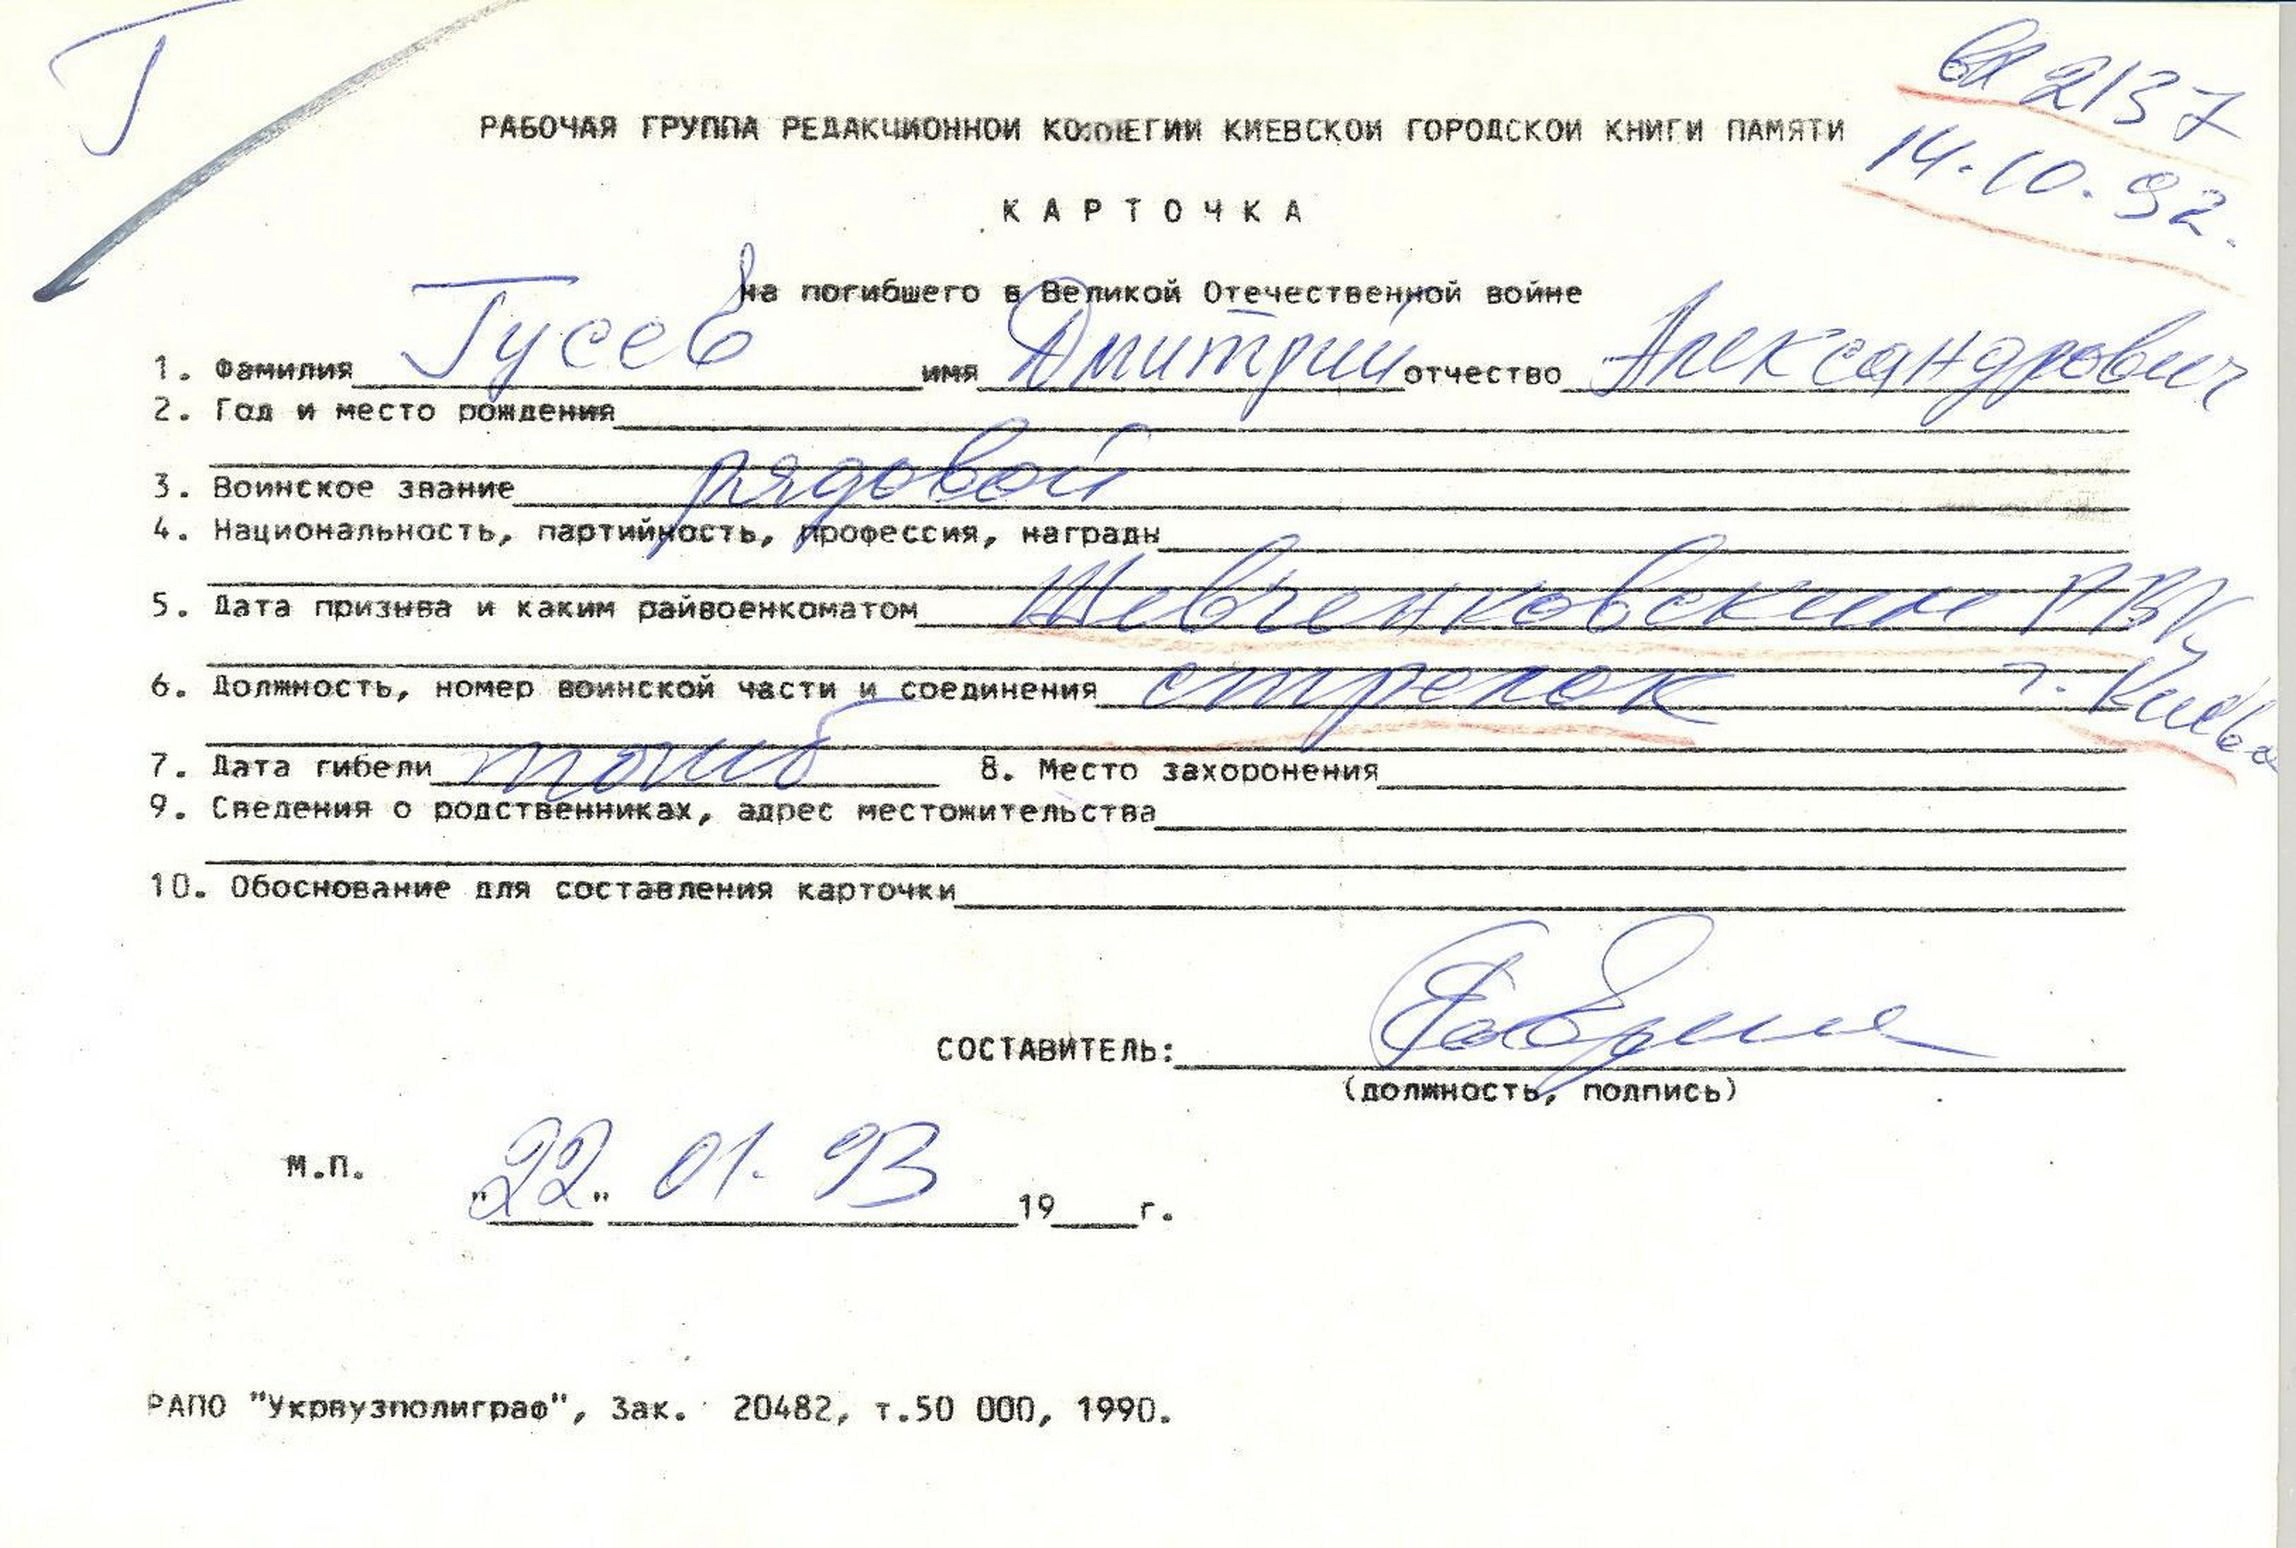 Г
вх 2137
14.10.92.
РАБОЧАЯ ГРУППА РЕДАКЦИОННОЙ КОЛЛЕГИИ КИЕВСКОЙ ГОРОДСКОЙ КНИГИ ПАМЯТИ
К А Р Т О Ч К А
на погибшего в Великой Отечественной войне
1. Фамилия Гусев имя Дмитрий отчество Александрович
2. Год и место рождения
3. Воинское звание рядовой
4. Национальность, партийность, профессия, награды
5. Дата призыва и каким райвоенкоматом Шевченковским РВК,
г. Киева
6. Должность, номер воинской части и соединения стрелок
7. Дата гибели 8. Место захоронения
9. Сведения о родственниках, адрес местожительства
10. Обоснование для составления карточки
СОСТАВИТЕЛЬ:
(должность, подпись)
М.П.
"22" 01. 93 19 г.
РАПО "Укрвузполиграф", Зак. 20482, т.50 000, 1990.